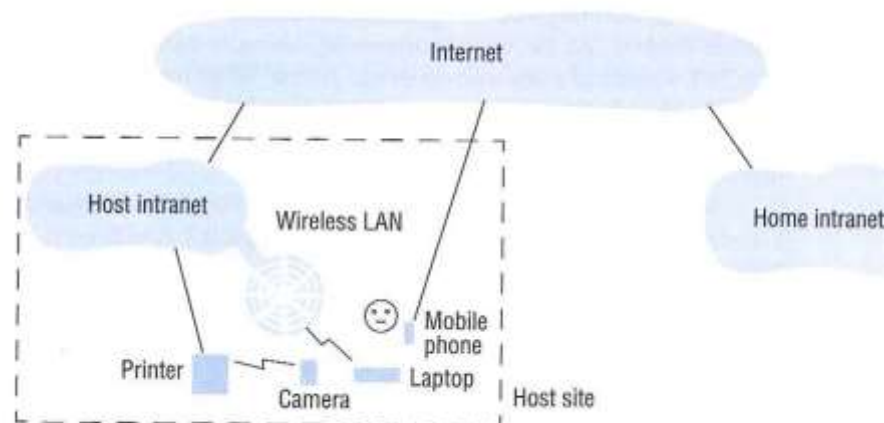 Internet
Host intranet
Wireless LAN
Home intranet
Mobile
phone
Printer
Laptop
Camera
Host site